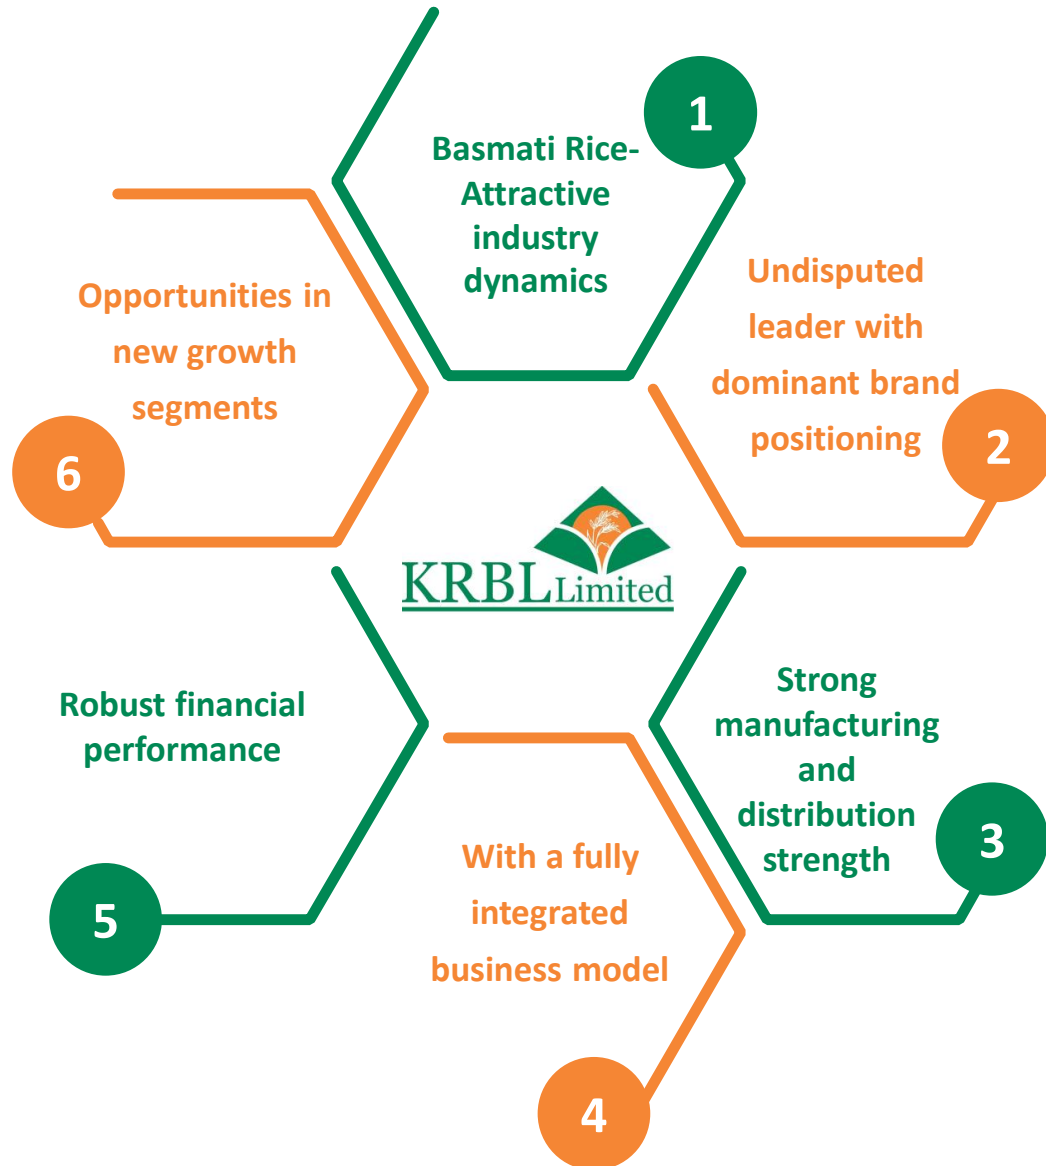 1
Basmati Rice-
Attractive
industry
dynamics
2
Undisputed
leader with
dominant brand
positioning
3
Strong
manufacturing
and
distribution
strength
4
With a fully
integrated
business model
5
Robust financial
performance
6
Opportunities in
new growth
segments
KRBL Limited